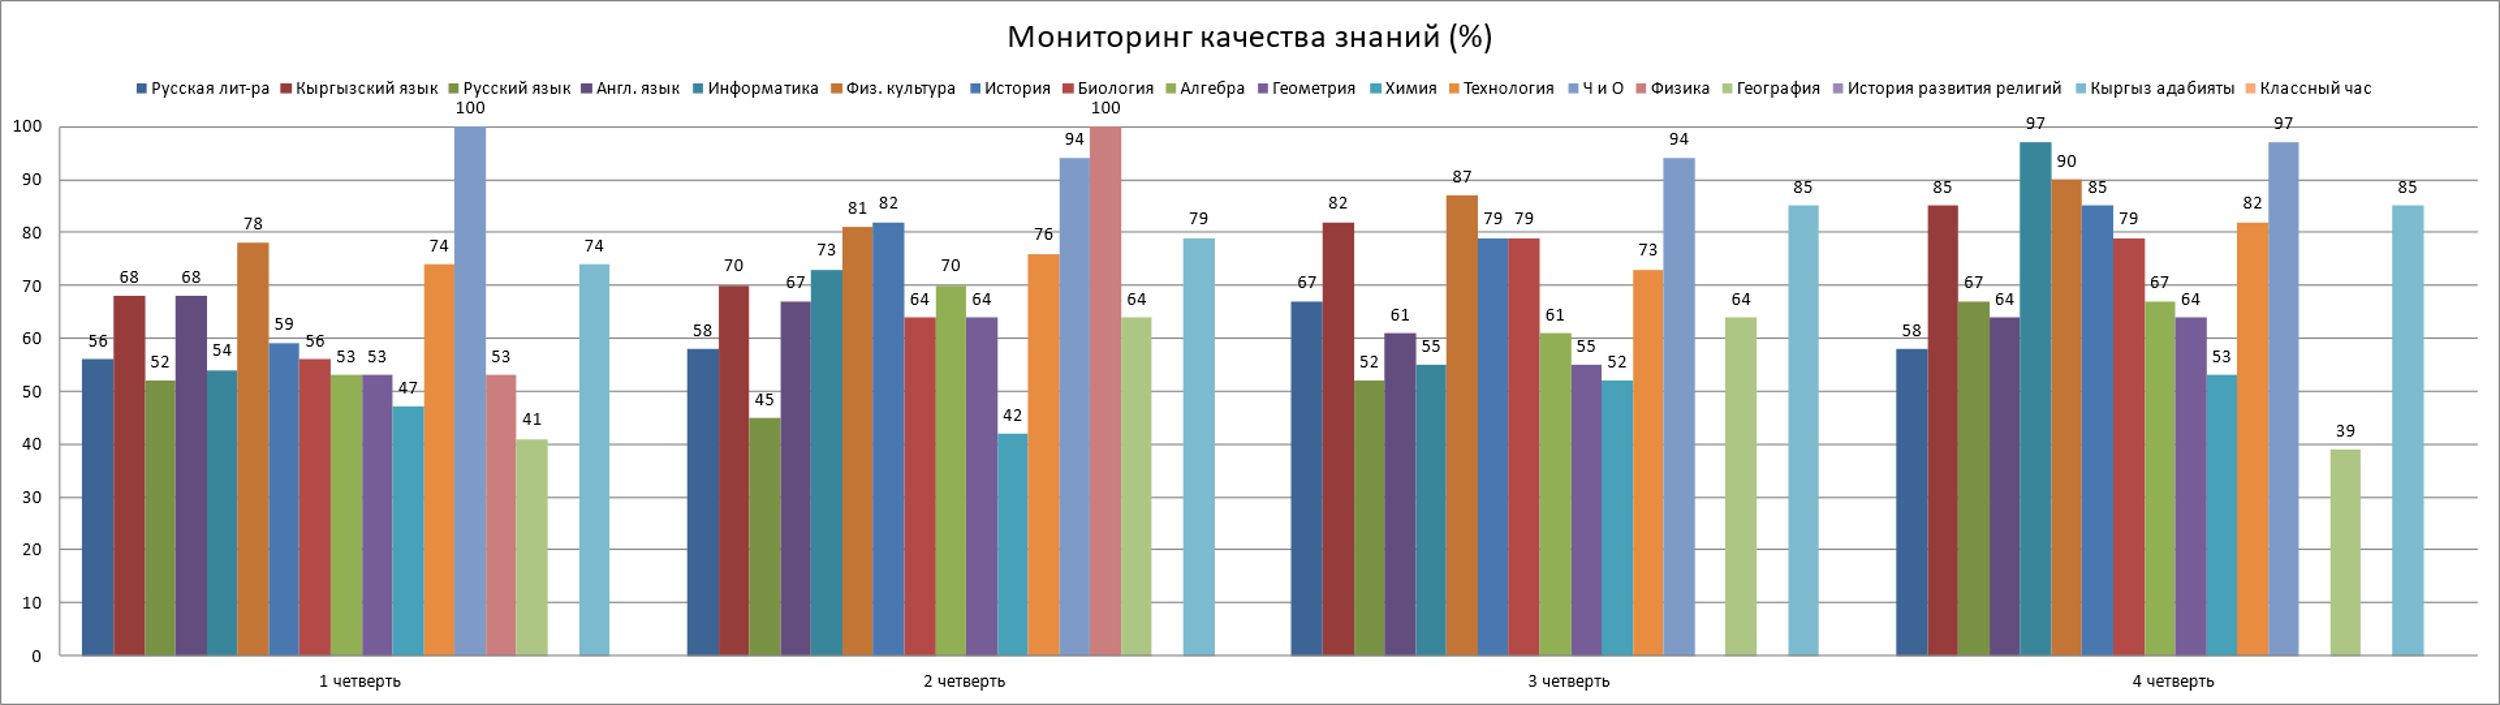 Мониторинг качества знаний (%)
Русская лит-ра Кыргызский язык Русский язык Англ. язык Информатика Физ. культура История Биология Алгебра Геометрия Химия Технология Ч и О Физика География История развития религий Кыргыз адабияты Классный час
100
90
80
70
60
50
40
30
20
10
0
56 68 52 68 54 78 59 56 53 53 47 74 100 53 41 74
58 70 45 67 73 81 82 64 70 64 42 76 94 100 64 79
67 82 52 61 55 87 79 79 61 55 52 73 94 64 85
58 85 67 64 97 90 85 79 67 64 53 82 97 39 85
1 четверть 2 четверть 3 четверть 4 четверть